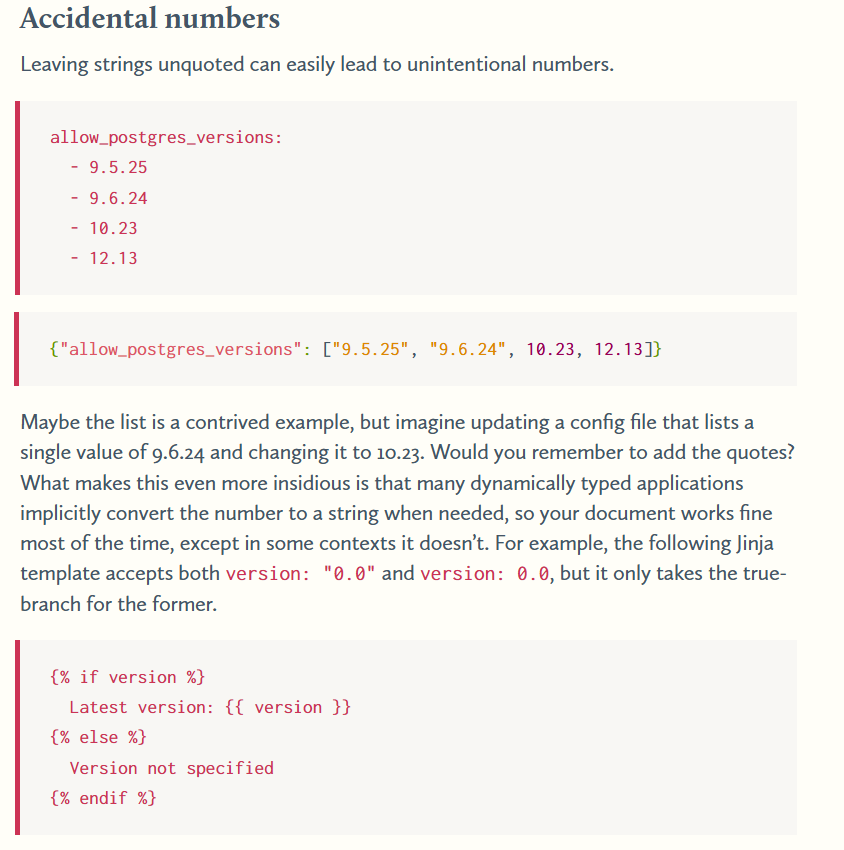 Accidental numbers
Leaving strings unquoted can easily lead to unintentional numbers.
allow_postgres_versions:
  - 9.5.25
  - 9.6.24
  - 10.23
  - 12.13
{"allow_postgres_versions": ["9.5.25", "9.6.24", 10.23, 12.13]}
Maybe the list is a contrived example, but imagine updating a config file that lists a
single value of 9.6.24 and changing it to 10.23. Would you remember to add the quotes?
What makes this even more insidious is that many dynamically typed applications
implicitly convert the number to a string when needed, so your document works fine
most of the time, except in some contexts it doesn’t. For example, the following Jinja
template accepts both version: "0.0" and version: 0.0, but it only takes the true-
branch for the former.
{% if version %}
  Latest version: {{ version }}
{% else %}
  Version not specified
{% endif %}